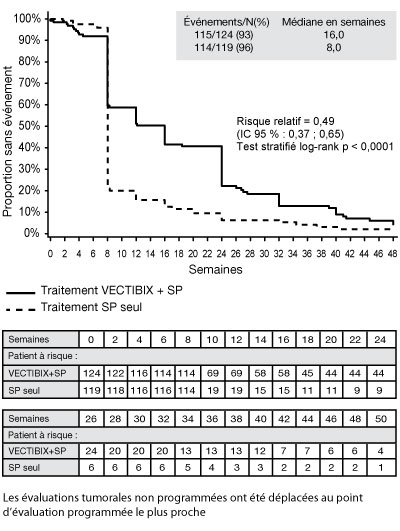 Événements/N(%) Médiane en semaines
115/124 (93) 16,0
114/119 (96) 8,0
Proportion sans événement
100%
90%
80%
70%
60%
50%
40%
30%
20%
10%
0%
Risque relatif = 0,49
(IC 95 % : 0,37 ; 0,65)
Test stratifié log-rank p < 0,0001
0 2 4 6 8 10 12 14 16 18 20 22 24 26 28 30 32 34 36 38 40 42 44 46 48
Semaines
Traitement VECTIBIX + SP
Traitement SP seul
Semaines 0 2 4 6 8 10 12 14 16 18 20 22 24
Patient à risque :
VECTIBIX+SP 124 122 116 114 114 69 69 58 58 45 44 44 44
SP seul 119 118 116 116 114 19 19 15 15 11 11 9 9
Semaines 26 28 30 32 34 36 38 40 42 44 46 48 50
Patient à risque :
VECTIBIX+SP 24 20 20 20 13 13 13 12 7 7 6 6 4
SP seul 6 6 6 6 5 4 3 3 2 2 2 2 1
Les évaluations tumorales non programmées ont été déplacées au point
d’évaluation programmée le plus proche